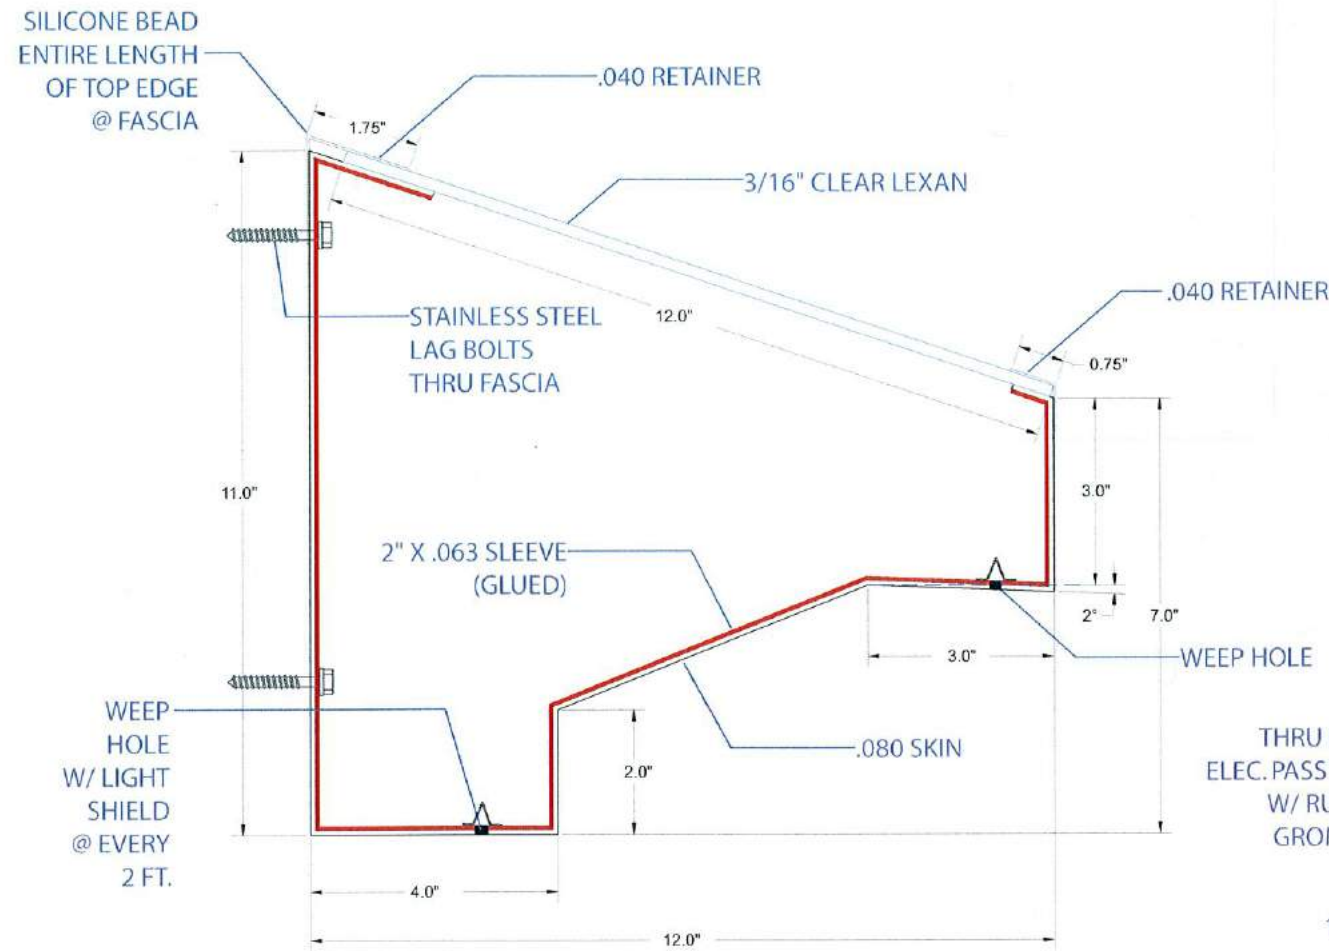 SILICONE BEAD
ENTIRE LENGTH
OF TOP EDGE
@ FASCIA
.040 RETAINER
1.75"
3/16" CLEAR LEXAN
.040 RETAINER
0.75"
12.0"
STAINLESS STEEL
LAG BOLTS
THRU FASCIA
11.0"
3.0"
2" X .063 SLEEVE
(GLUED)
2°
7.0"
3.0"
WEEP HOLE
WEEP
HOLE
W/ LIGHT
SHIELD
@ EVERY
2 FT.
.080 SKIN
2.0"
THRU
ELEC. PASS
W/ RU
GRO
4.0"
12.0"